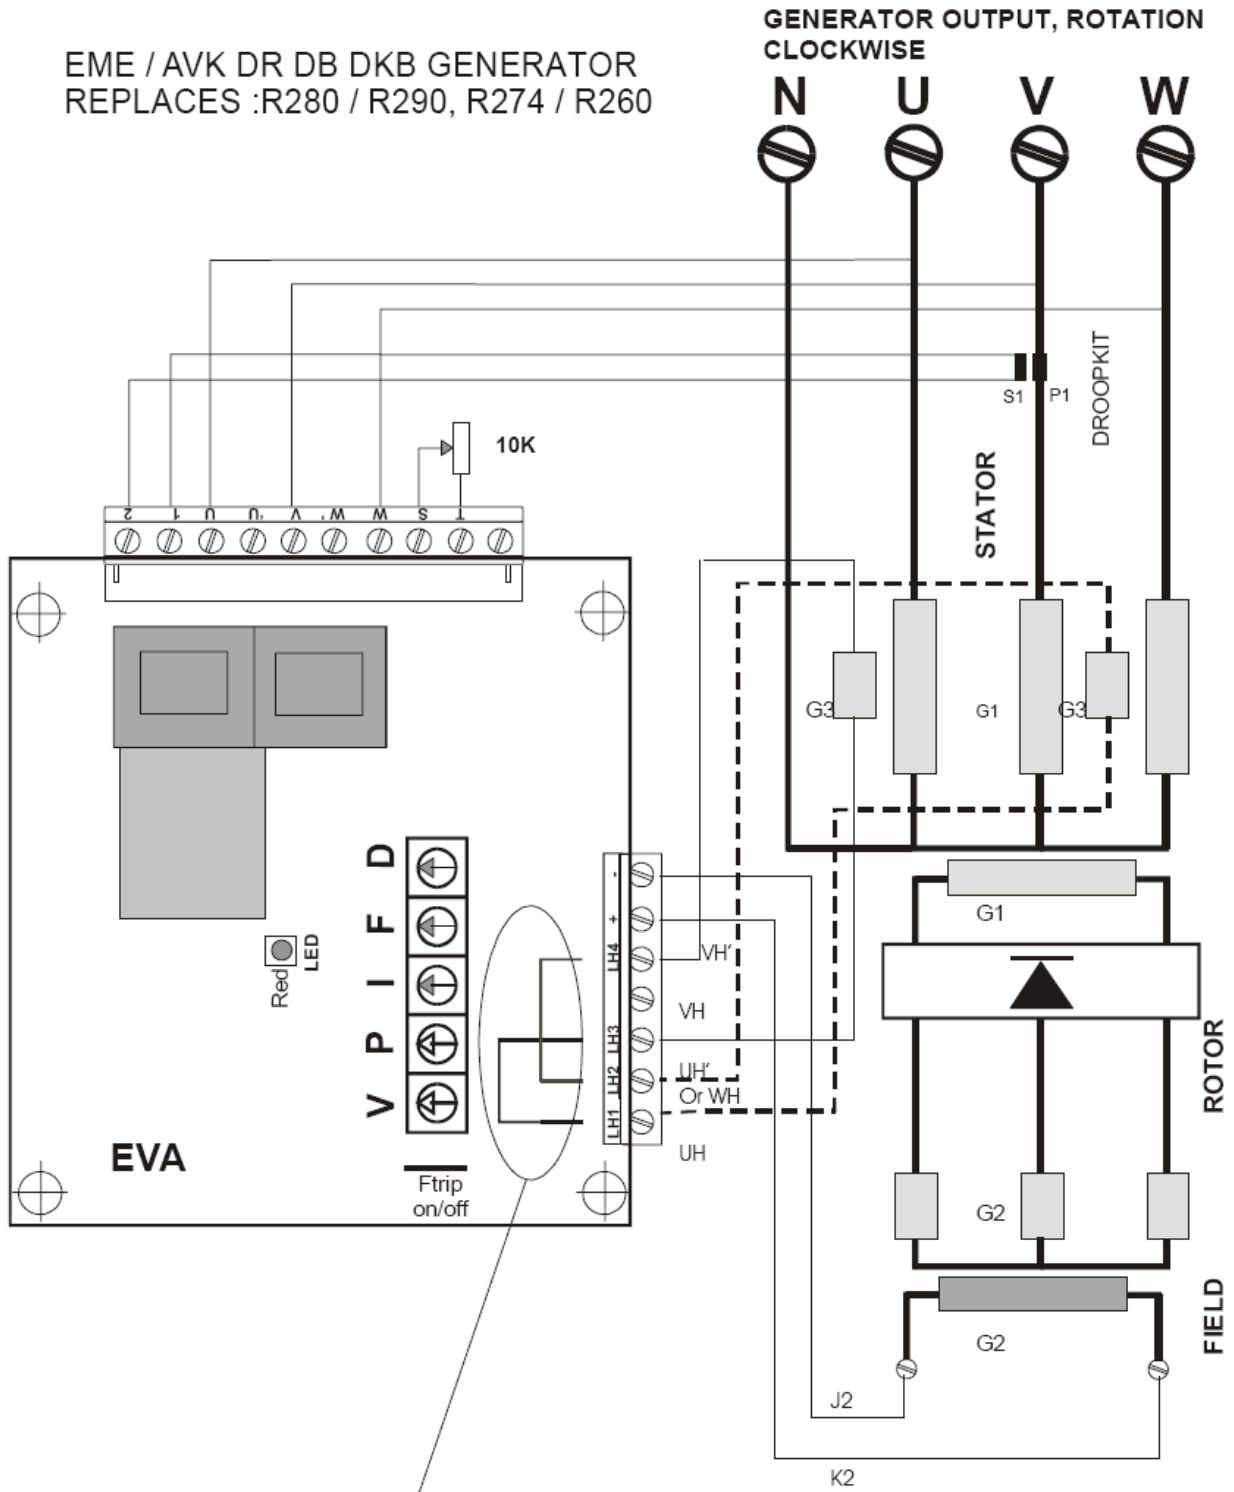 GENERATOR OUTPUT, ROTATION
CLOCKWISE
EME / AVK DR DB DKB GENERATOR
REPLACES :R280 / R290, R274 / R260
N U V W
S1 P1
DROOPKIT
10K
STATOR
2 1 U U' V W' W S T
G3 G1 G3
D
F
I
P
V
Red
LED
-
+
LH4
LH3
LH2
LH1
VH'
VH
UH'
Or WH
UH
G1
ROTOR
EVA
Ftrip
on/off
G2
FIELD
G2
J2
K2